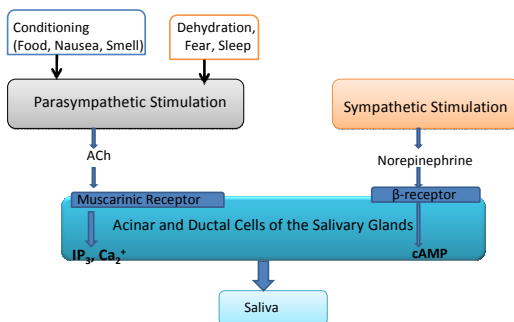 Conditioning
(Food, Nausea, Smell)
Dehydration,
Fear, Sleep
Parasympathetic Stimulation
Sympathetic Stimulation
ACh
Norepinephrine
Muscarinic Receptor
β-receptor
Acinar and Ductal Cells of the Salivary Glands
IP₃, Ca₂⁺
cAMP
Saliva